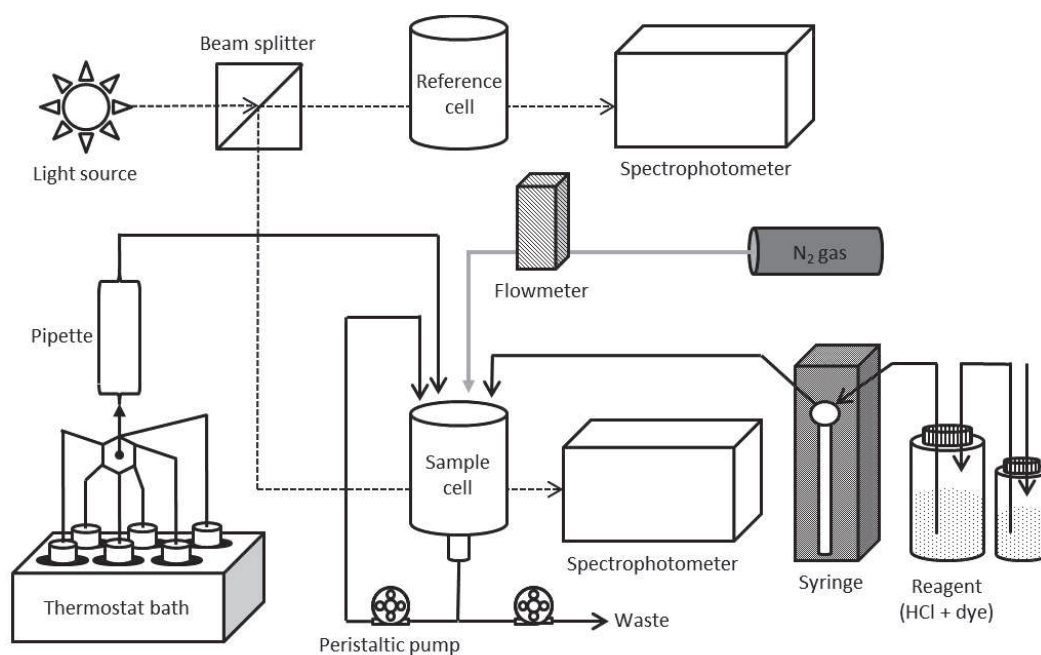 Beam splitter
Reference
cell
Light source
Spectrophotometer
N₂ gas
Flowmeter
Pipette
Sample
cell
Spectrophotometer
Syringe
Reagent
(HCl + dye)
Thermostat bath
Waste
Peristaltic pump